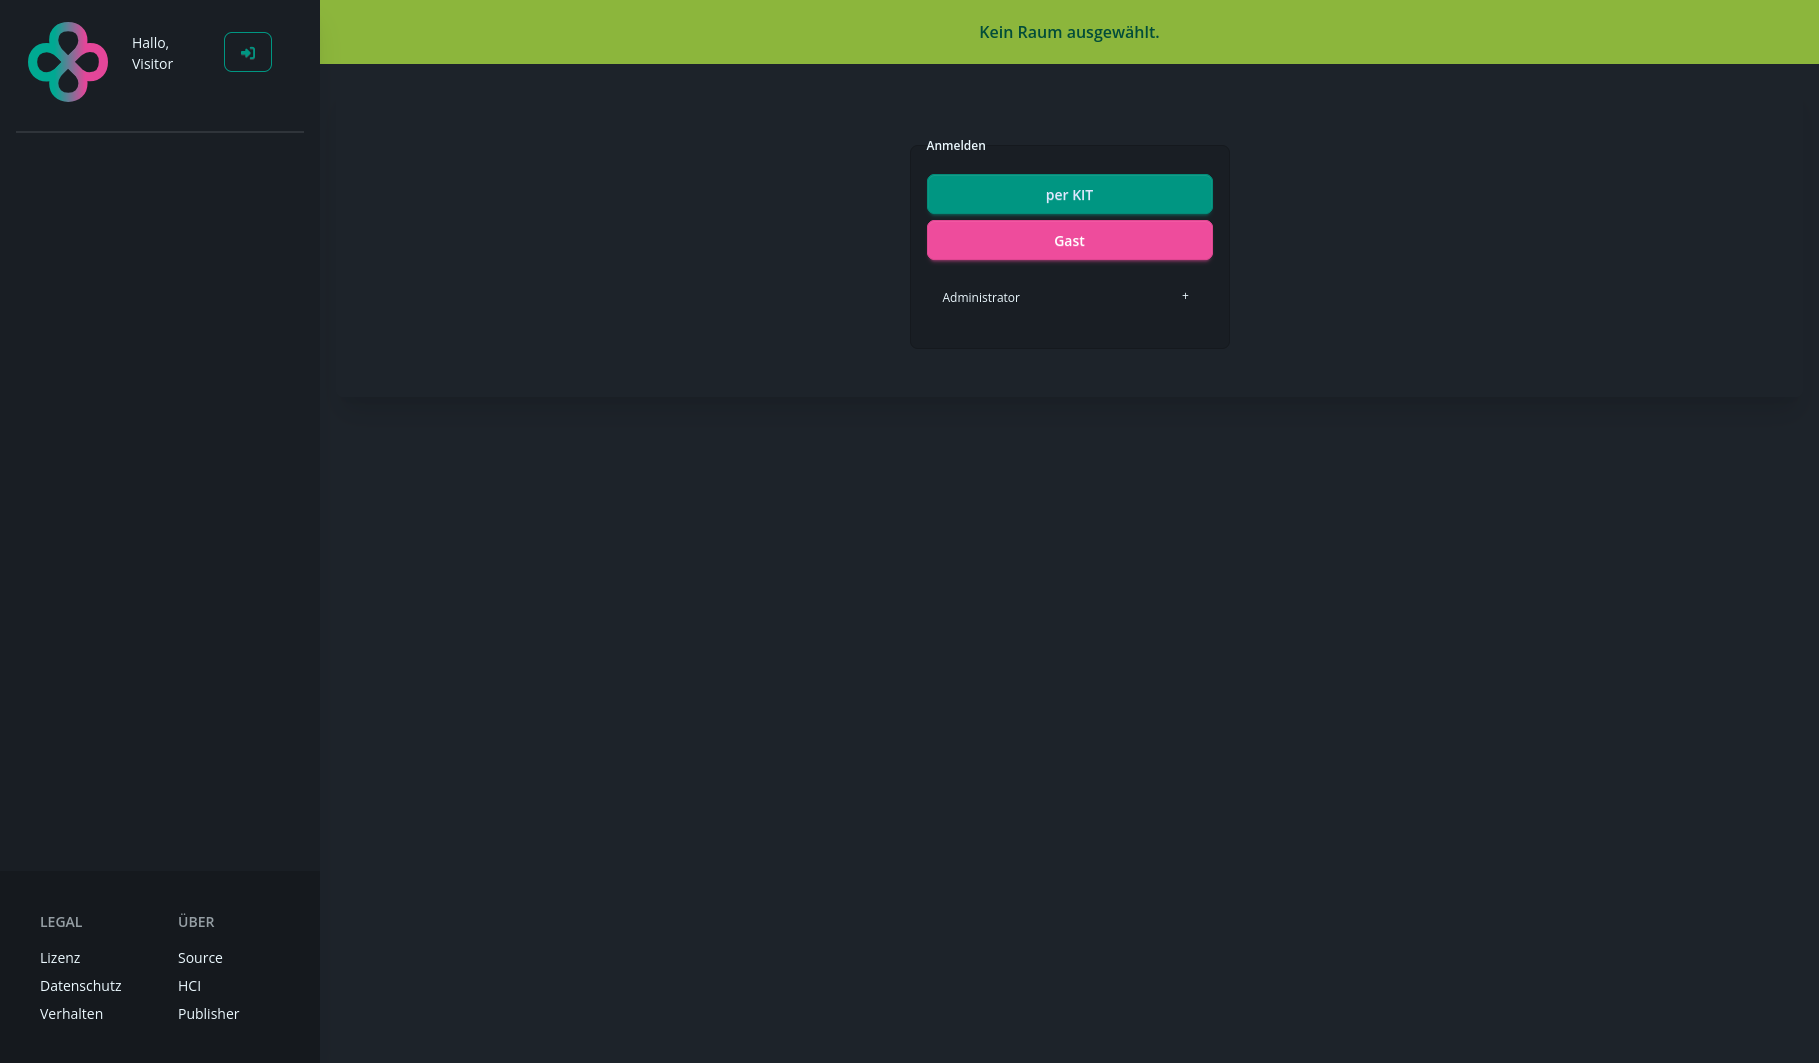 Hallo,
Visitor
Kein Raum ausgewählt.
Anmelden
per KIT
Gast
Administrator +
LEGAL
Lizenz
Datenschutz
Verhalten
ÜBER
Source
HCI
Publisher